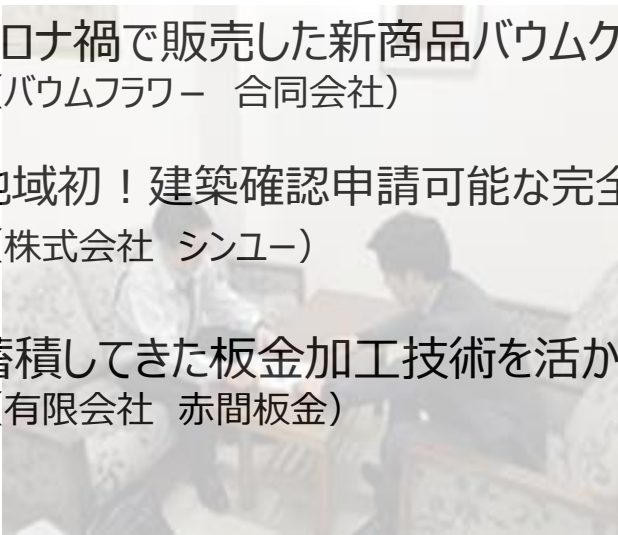 ロナ禍で販売した新商品バウムク
（バウムフラワー　合同会社）
地域初！建築確認申請可能な完全
（株式会社　シンユー）
蓄積してきた板金加工技術を活か
（有限会社　赤間板金）